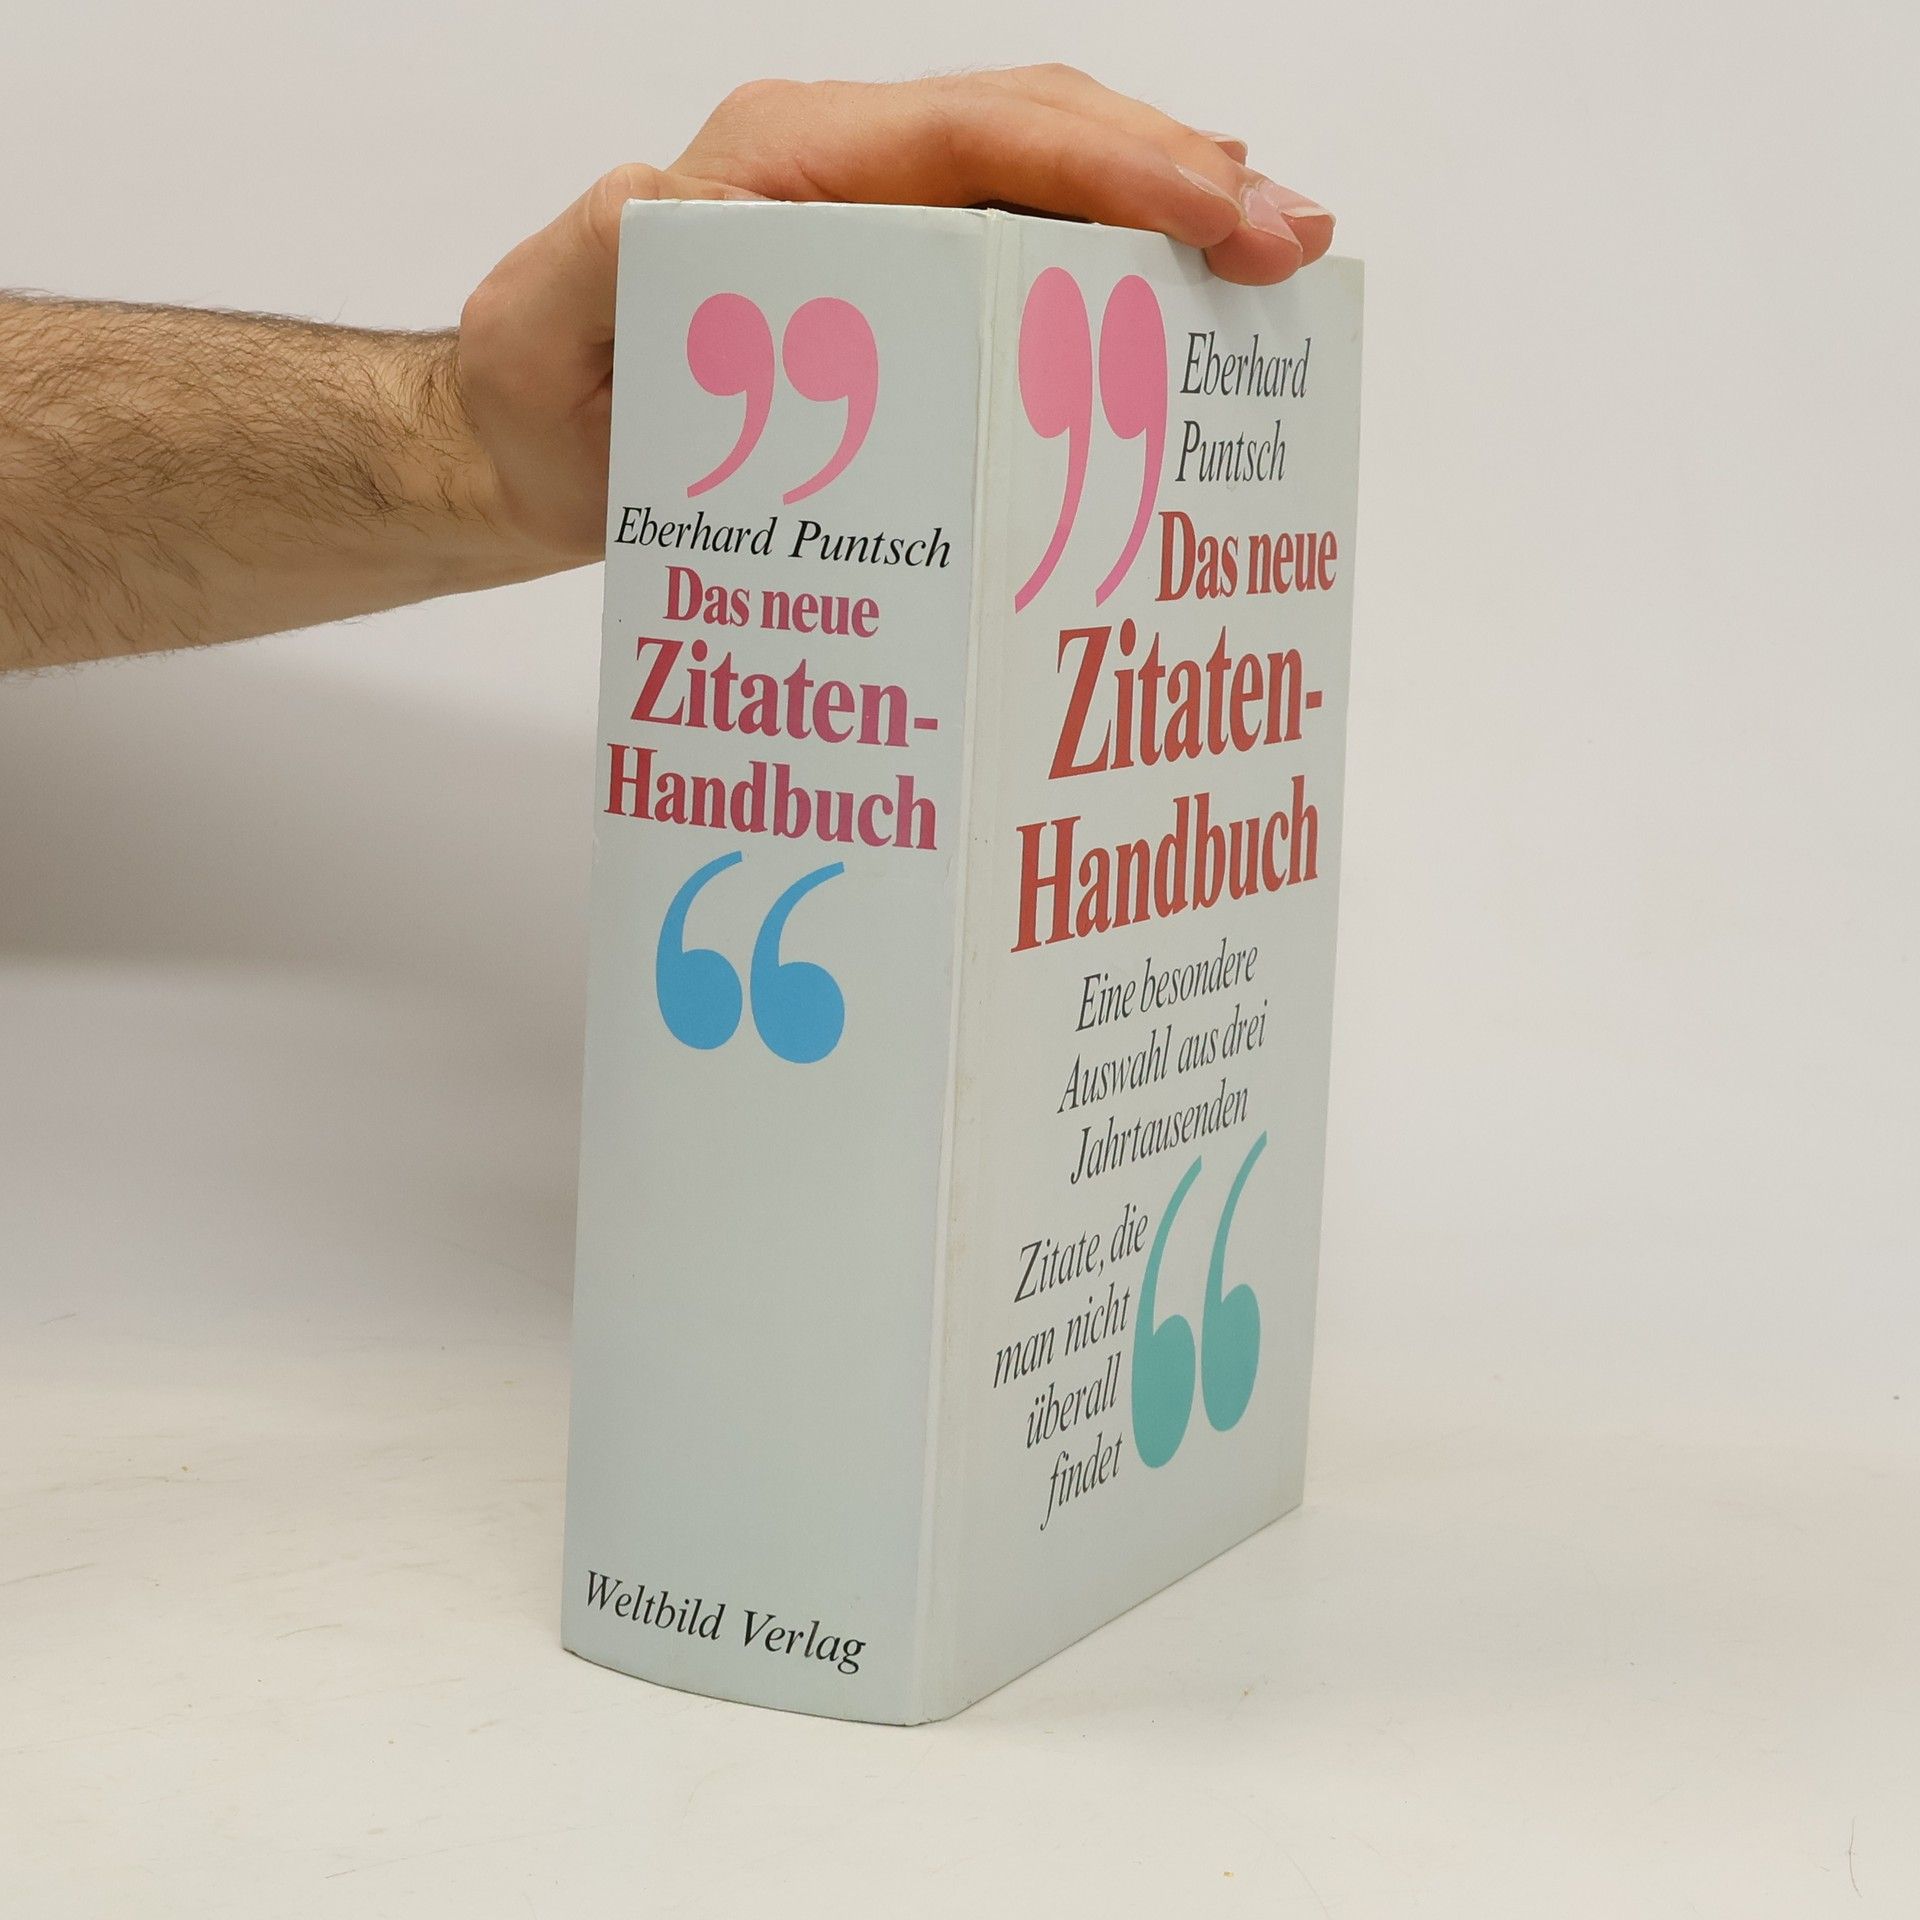 Eberhard Puntsch
Das neue
Zitaten-
Handbuch
Weltbild Verlag
Eberhard
Puntsch
Das neue
Zitaten-
Handbuch
Eine besondere
Auswahl aus drei
Jahrtausenden
Zitate, die
man nicht
überall
findet